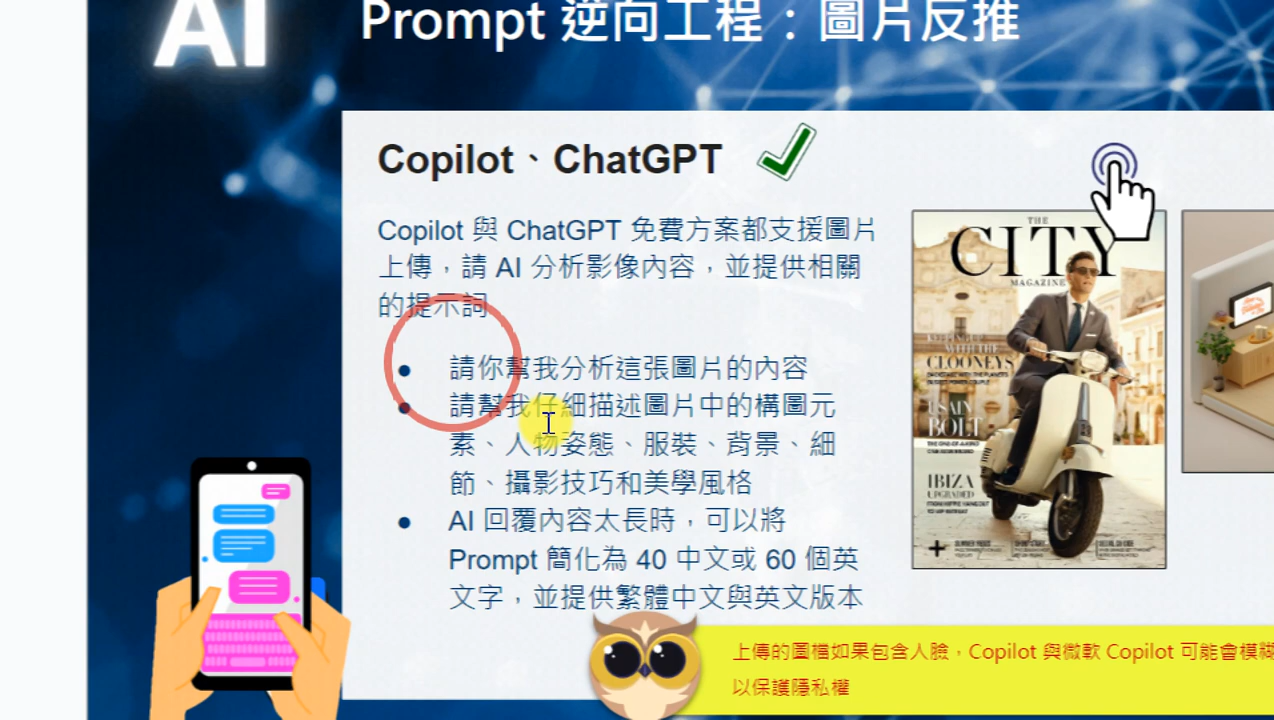 AI
Prompt 逆向工程：圖片反推
Copilot、ChatGPT
Copilot 與 ChatGPT 免費方案都支援圖片
上傳，請 AI 分析影像內容，並提供相關
的提示詞
● 請你幫我分析這張圖片的內容
● 請幫我仔細描述圖片中的構圖元
素、人物姿態、服裝、背景、細
節、攝影技巧和美學風格
● AI 回覆內容太長時，可以將
Prompt 簡化為 40 中文或 60 個英
文字，並提供繁體中文與英文版本
THE
CITY
MAGAZINE
CLOONEYS
USAIN
BOLT
IBIZA
UPGRADED
上傳的圖檔如果包含人臉，Copilot 與微軟 Copilot 可能會模糊
以保護隱私權